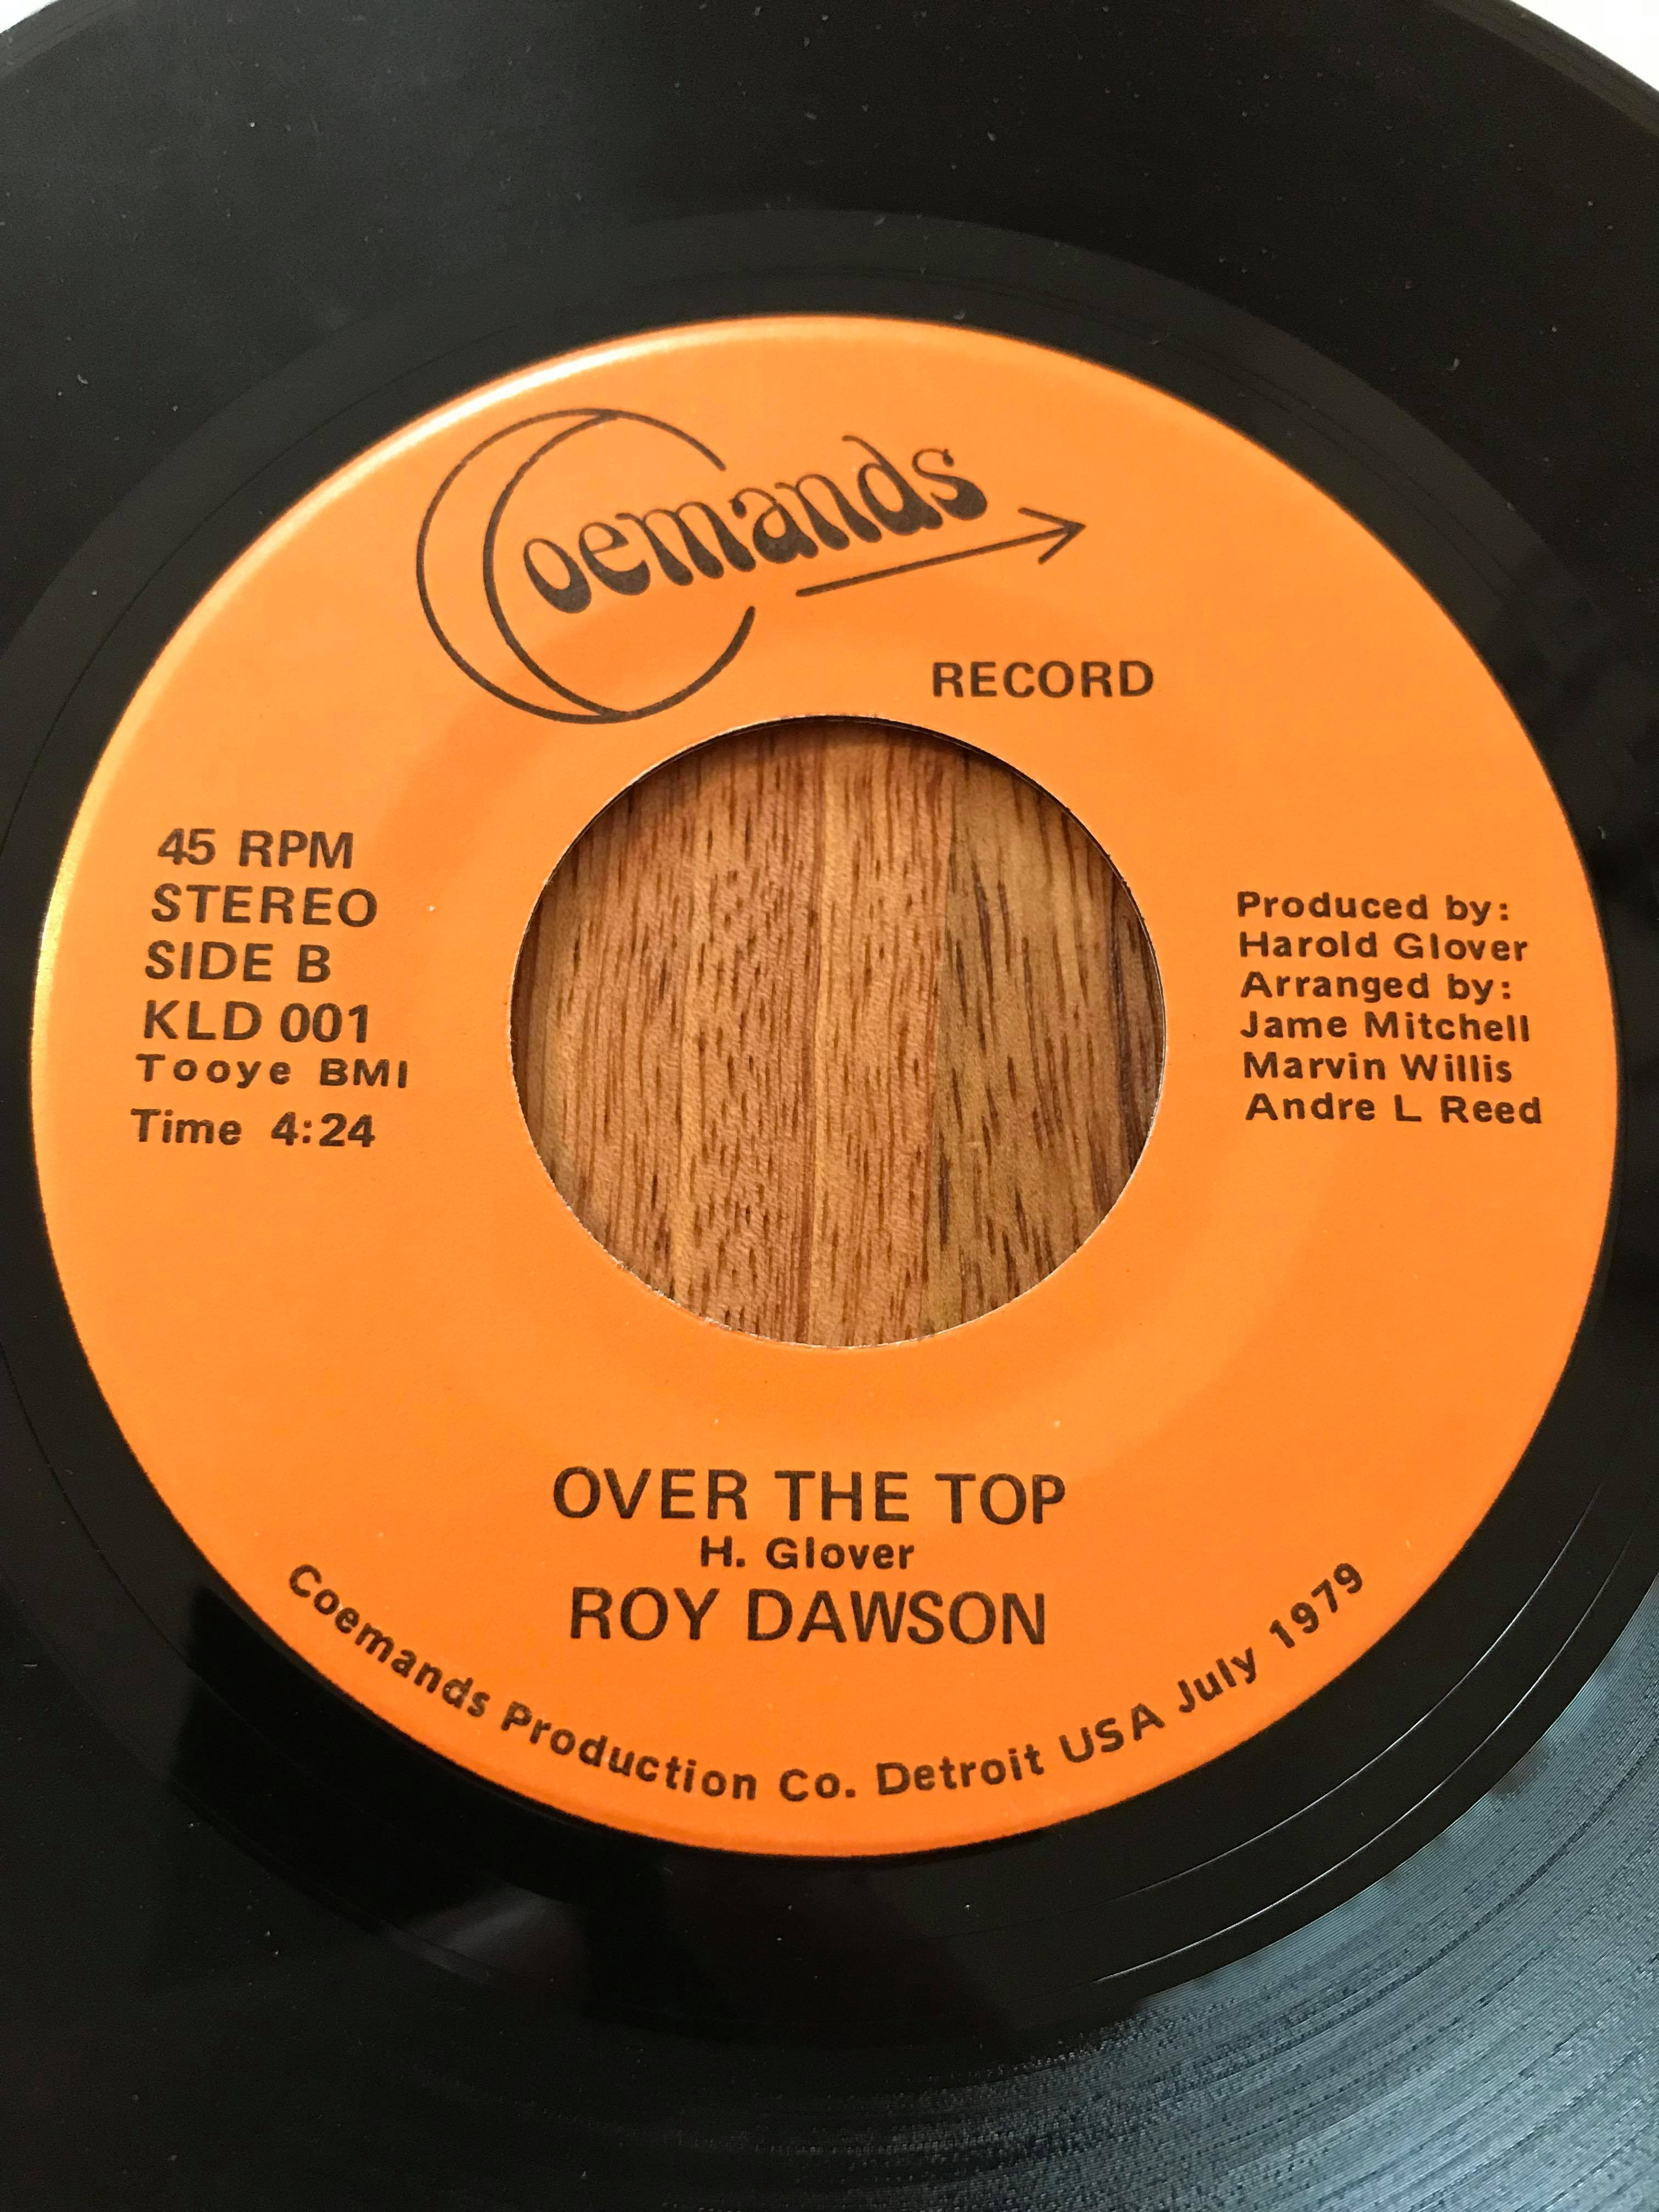 Coemands
RECORD
45 RPM
STEREO
SIDE B
KLD 001
Tooye BMI
Time 4:24
Produced by:
Harold Glover
Arranged by:
Jame Mitchell
Marvin Willis
Andre L Reed
OVER THE TOP
H. Glover
ROY DAWSON
Coemands Production Co. Detroit USA July 1979